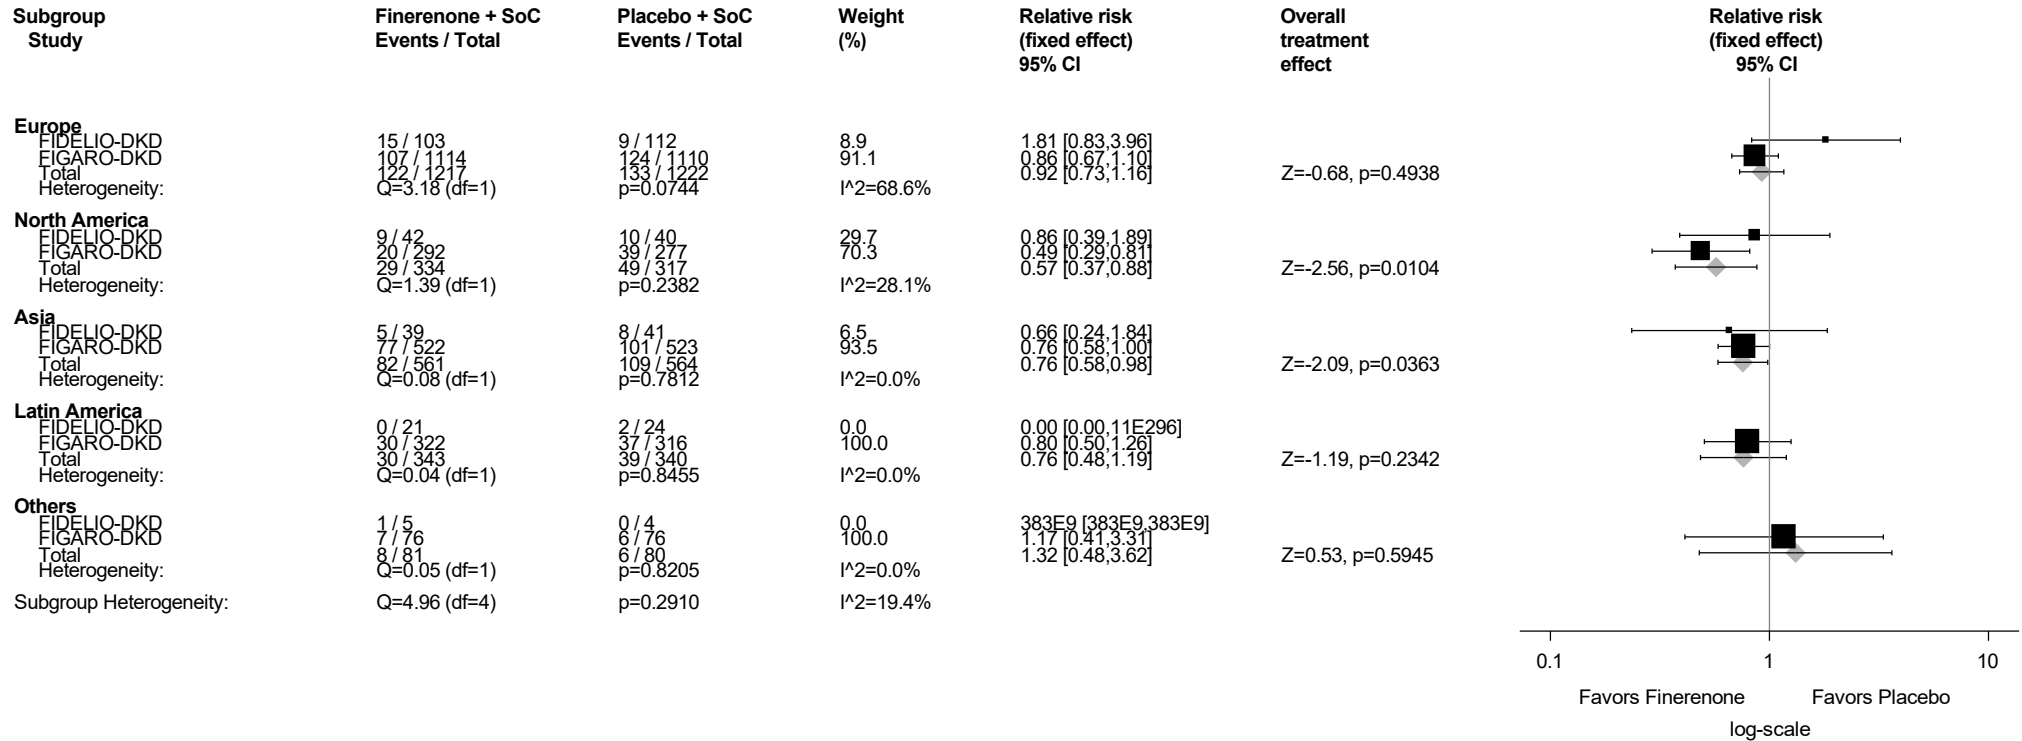 Subgroup Finerenone + SoC Placebo + SoC Weight Relative risk Overall Relative risk
Study Events / Total Events / Total (%) (fixed effect) treatment (fixed effect)
95% CI effect 95% CI
Europe
FIDELIO-DKD 15 / 103 9 / 112 8.9 1.81 [0.83,3.96]
FIGARO-DKD 107 / 1114 124 / 1110 91.1 0.86 [0.67,1.10]
Total 122 / 1217 133 / 1222 0.92 [0.73,1.16] Z=-0.68, p=0.4938
Heterogeneity: Q=3.18 (df=1) p=0.0744 I^2=68.6%
North America
FIDELIO-DKD 9 / 42 10 / 40 29.7 0.86 [0.39,1.89]
FIGARO-DKD 20 / 292 39 / 277 70.3 0.49 [0.29,0.81]
Total 29 / 334 49 / 317 0.57 [0.37,0.88] Z=-2.56, p=0.0104
Heterogeneity: Q=1.39 (df=1) p=0.2382 I^2=28.1%
Asia
FIDELIO-DKD 5 / 39 8 / 41 6.5 0.66 [0.24,1.84]
FIGARO-DKD 77 / 522 101 / 523 93.5 0.76 [0.58,1.00]
Total 82 / 561 109 / 564 0.76 [0.58,0.98] Z=-2.09, p=0.0363
Heterogeneity: Q=0.08 (df=1) p=0.7812 I^2=0.0%
Latin America
FIDELIO-DKD 0 / 21 2 / 24 0.0 0.00 [0.00,11E296]
FIGARO-DKD 30 / 322 37 / 316 100.0 0.80 [0.50,1.26]
Total 30 / 343 39 / 340 0.76 [0.48,1.19] Z=-1.19, p=0.2342
Heterogeneity: Q=0.04 (df=1) p=0.8455 I^2=0.0%
Others
FIDELIO-DKD 1 / 5 0 / 4 0.0 383E9 [383E9,383E9]
FIGARO-DKD 7 / 76 6 / 76 100.0 1.17 [0.41,3.31]
Total 8 / 81 6 / 80 1.32 [0.48,3.62] Z=0.53, p=0.5945
Heterogeneity: Q=0.05 (df=1) p=0.8205 I^2=0.0%
Subgroup Heterogeneity: Q=4.96 (df=4) p=0.2910 I^2=19.4%
0.1 1 10
Favors Finerenone Favors Placebo
log-scale